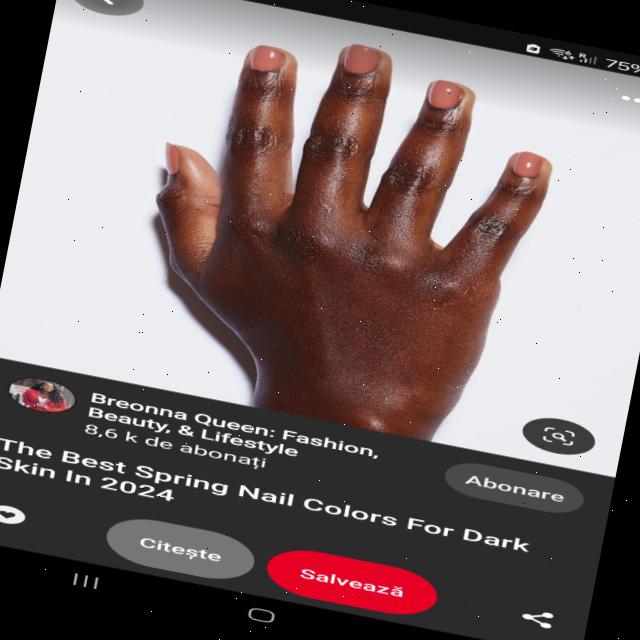 75%
Breonna Queen: Fashion,
Beauty, & Lifestyle
8,6 k de abonați
Abonare
The Best Spring Nail Colors For Dark
Skin In 2024
Citește
Salvează